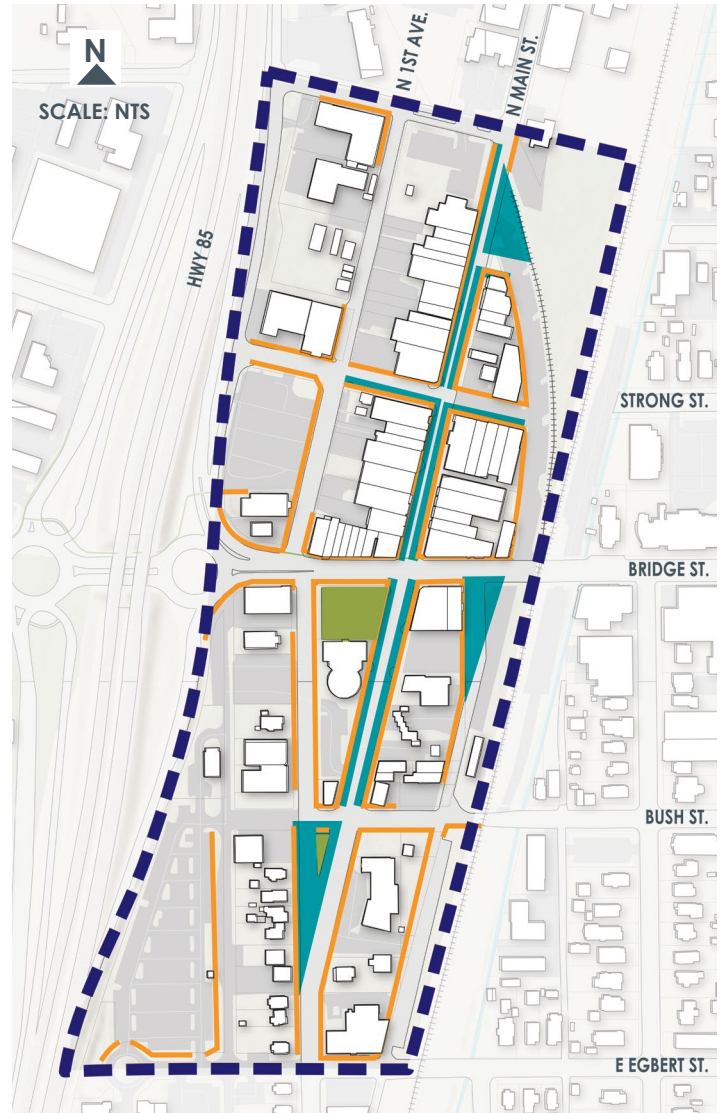 N
SCALE: NTS
N 1ST AVE.
N MAIN ST.
HWY 85
STRONG ST.
BRIDGE ST.
BUSH ST.
E EGBERT ST.